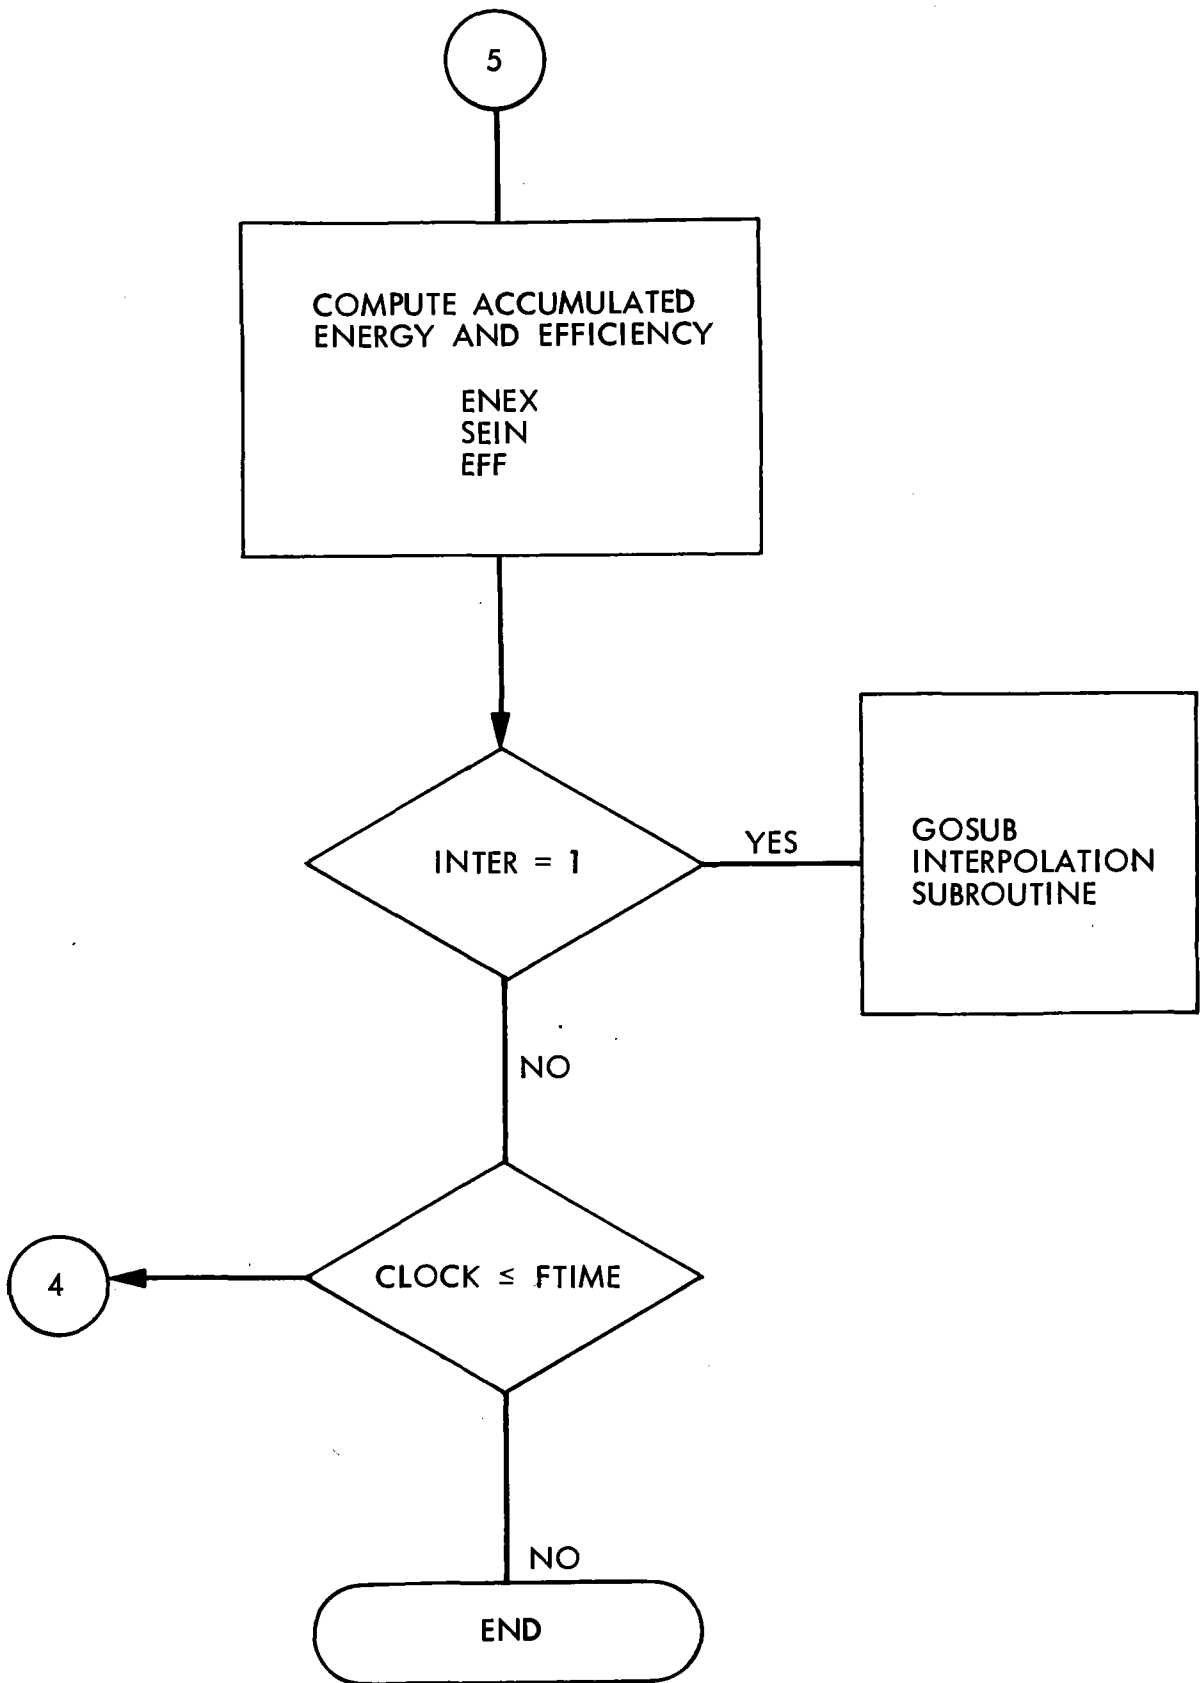 5
COMPUTE ACCUMULATED
ENERGY AND EFFICIENCY
ENEX
SEIN
EFF
INTER = 1
YES
GOSUB
INTERPOLATION
SUBROUTINE
NO
4
CLOCK ≤ FTIME
NO
END